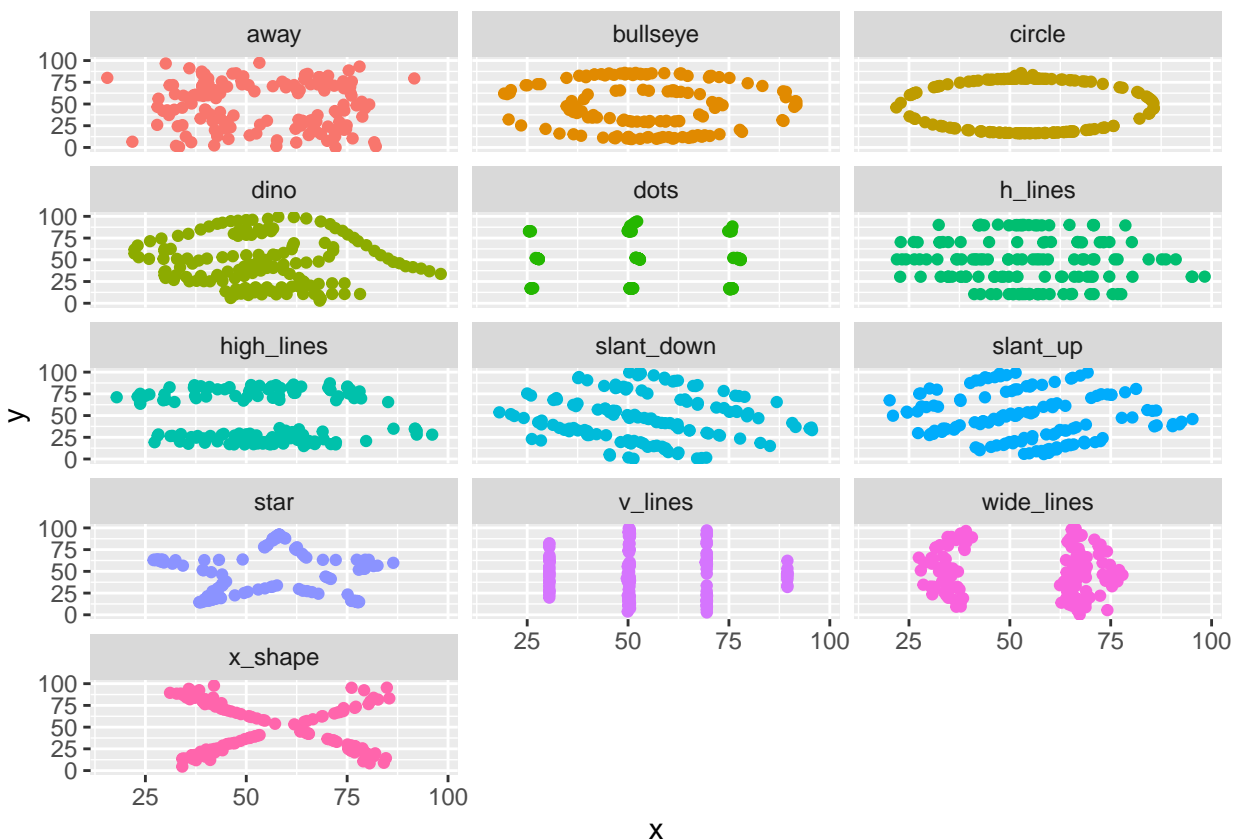 away bullseye circle
100
75
50
25
0
dino dots h_lines
100
75
50
25
0
high_lines slant_down slant_up
100
75
50
25
0
y
star v_lines wide_lines
100
75
50
25
0
25 50 75 100 25 50 75 100
x_shape
100
75
50
25
0
25 50 75 100
x